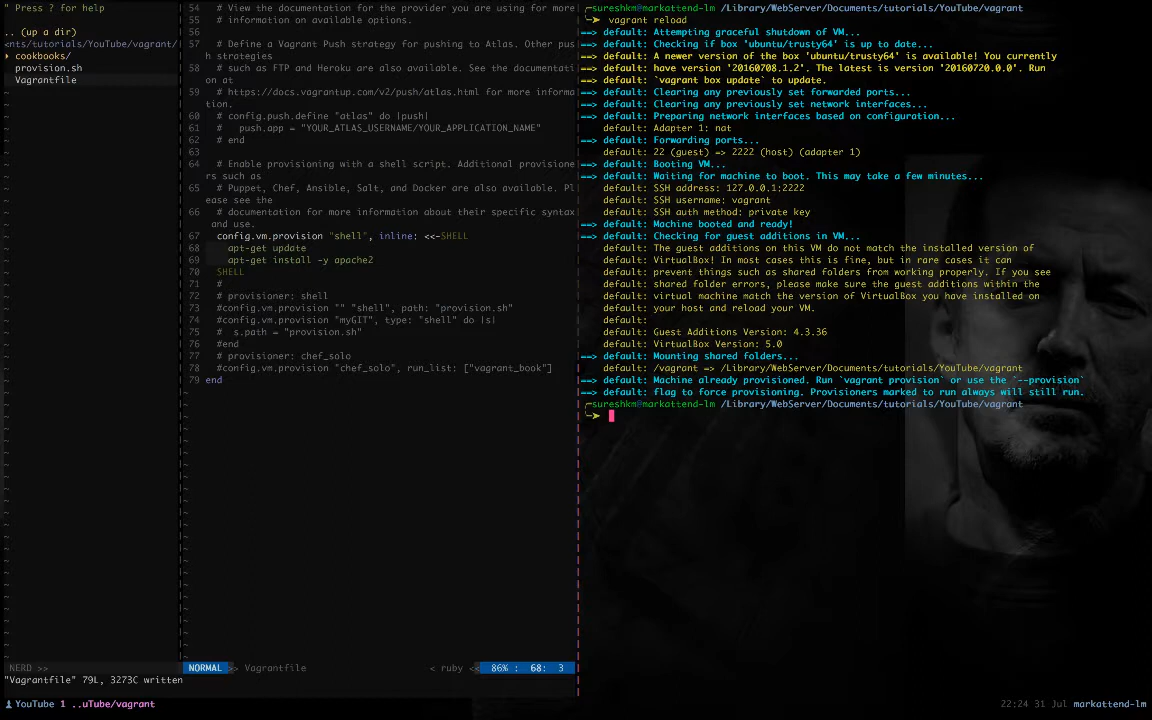 " Press ? for help
.. (up a dir)
<nts/tutorials/YouTube/vagrant/
▸ cookbooks/
provision.sh
Vagrantfile
NERD >>
54 # View the documentation for the provider you are using for more
55 # information on available options.
56
57 # Define a Vagrant Push strategy for pushing to Atlas. Other pus
h strategies
58 # such as FTP and Heroku are also available. See the documentati
on at
59 # https://docs.vagrantup.com/v2/push/atlas.html for more informa
tion.
60 # config.push.define "atlas" do |push|
61 #   push.app = "YOUR_ATLAS_USERNAME/YOUR_APPLICATION_NAME"
62 # end
63
64 # Enable provisioning with a shell script. Additional provisione
rs such as
65 # Puppet, Chef, Ansible, Salt, and Docker are also available. Pl
ease see the
66 # documentation for more information about their specific syntax
and use.
67 config.vm.provision "shell", inline: <<-SHELL
68   apt-get update
69   apt-get install -y apache2
70 SHELL
71 #
72 # provisioner: shell
73 #config.vm.provision "" "shell", path: "provision.sh"
74 #config.vm.provision "myGIT", type: "shell" do |s|
75 #  s.path = "provision.sh"
76 #end
77 # provisioner: chef_solo
78 #config.vm.provision "chef_solo", run_list: ["vagrant_book"]
79 end
NORMAL >> Vagrantfile < ruby << 86% : 68: 3
"Vagrantfile" 79L, 3273C written
sureshkm@markattend-lm /Library/WebServer/Documents/tutorials/YouTube/vagrant
vagrant reload
==> default: Attempting graceful shutdown of VM...
==> default: Checking if box 'ubuntu/trusty64' is up to date...
==> default: A newer version of the box 'ubuntu/trusty64' is available! You currently
==> default: have version '20160708.1.2'. The latest is version '20160720.0.0'. Run
==> default: `vagrant box update` to update.
==> default: Clearing any previously set forwarded ports...
==> default: Clearing any previously set network interfaces...
==> default: Preparing network interfaces based on configuration...
default: Adapter 1: nat
==> default: Forwarding ports...
default: 22 (guest) => 2222 (host) (adapter 1)
==> default: Booting VM...
==> default: Waiting for machine to boot. This may take a few minutes...
default: SSH address: 127.0.0.1:2222
default: SSH username: vagrant
default: SSH auth method: private key
==> default: Machine booted and ready!
==> default: Checking for guest additions in VM...
default: The guest additions on this VM do not match the installed version of
default: VirtualBox! In most cases this is fine, but in rare cases it can
default: prevent things such as shared folders from working properly. If you see
default: shared folder errors, please make sure the guest additions within the
default: virtual machine match the version of VirtualBox you have installed on
default: your host and reload your VM.
default:
default: Guest Additions Version: 4.3.36
default: VirtualBox Version: 5.0
==> default: Mounting shared folders...
default: /vagrant => /Library/WebServer/Documents/tutorials/YouTube/vagrant
==> default: Machine already provisioned. Run `vagrant provision` or use the `--provision`
==> default: flag to force provisioning. Provisioners marked to run always will still run.
sureshkm@markattend-lm /Library/WebServer/Documents/tutorials/YouTube/vagrant
YouTube 1 ..uTube/vagrant
22:24 31 Jul markattend-lm